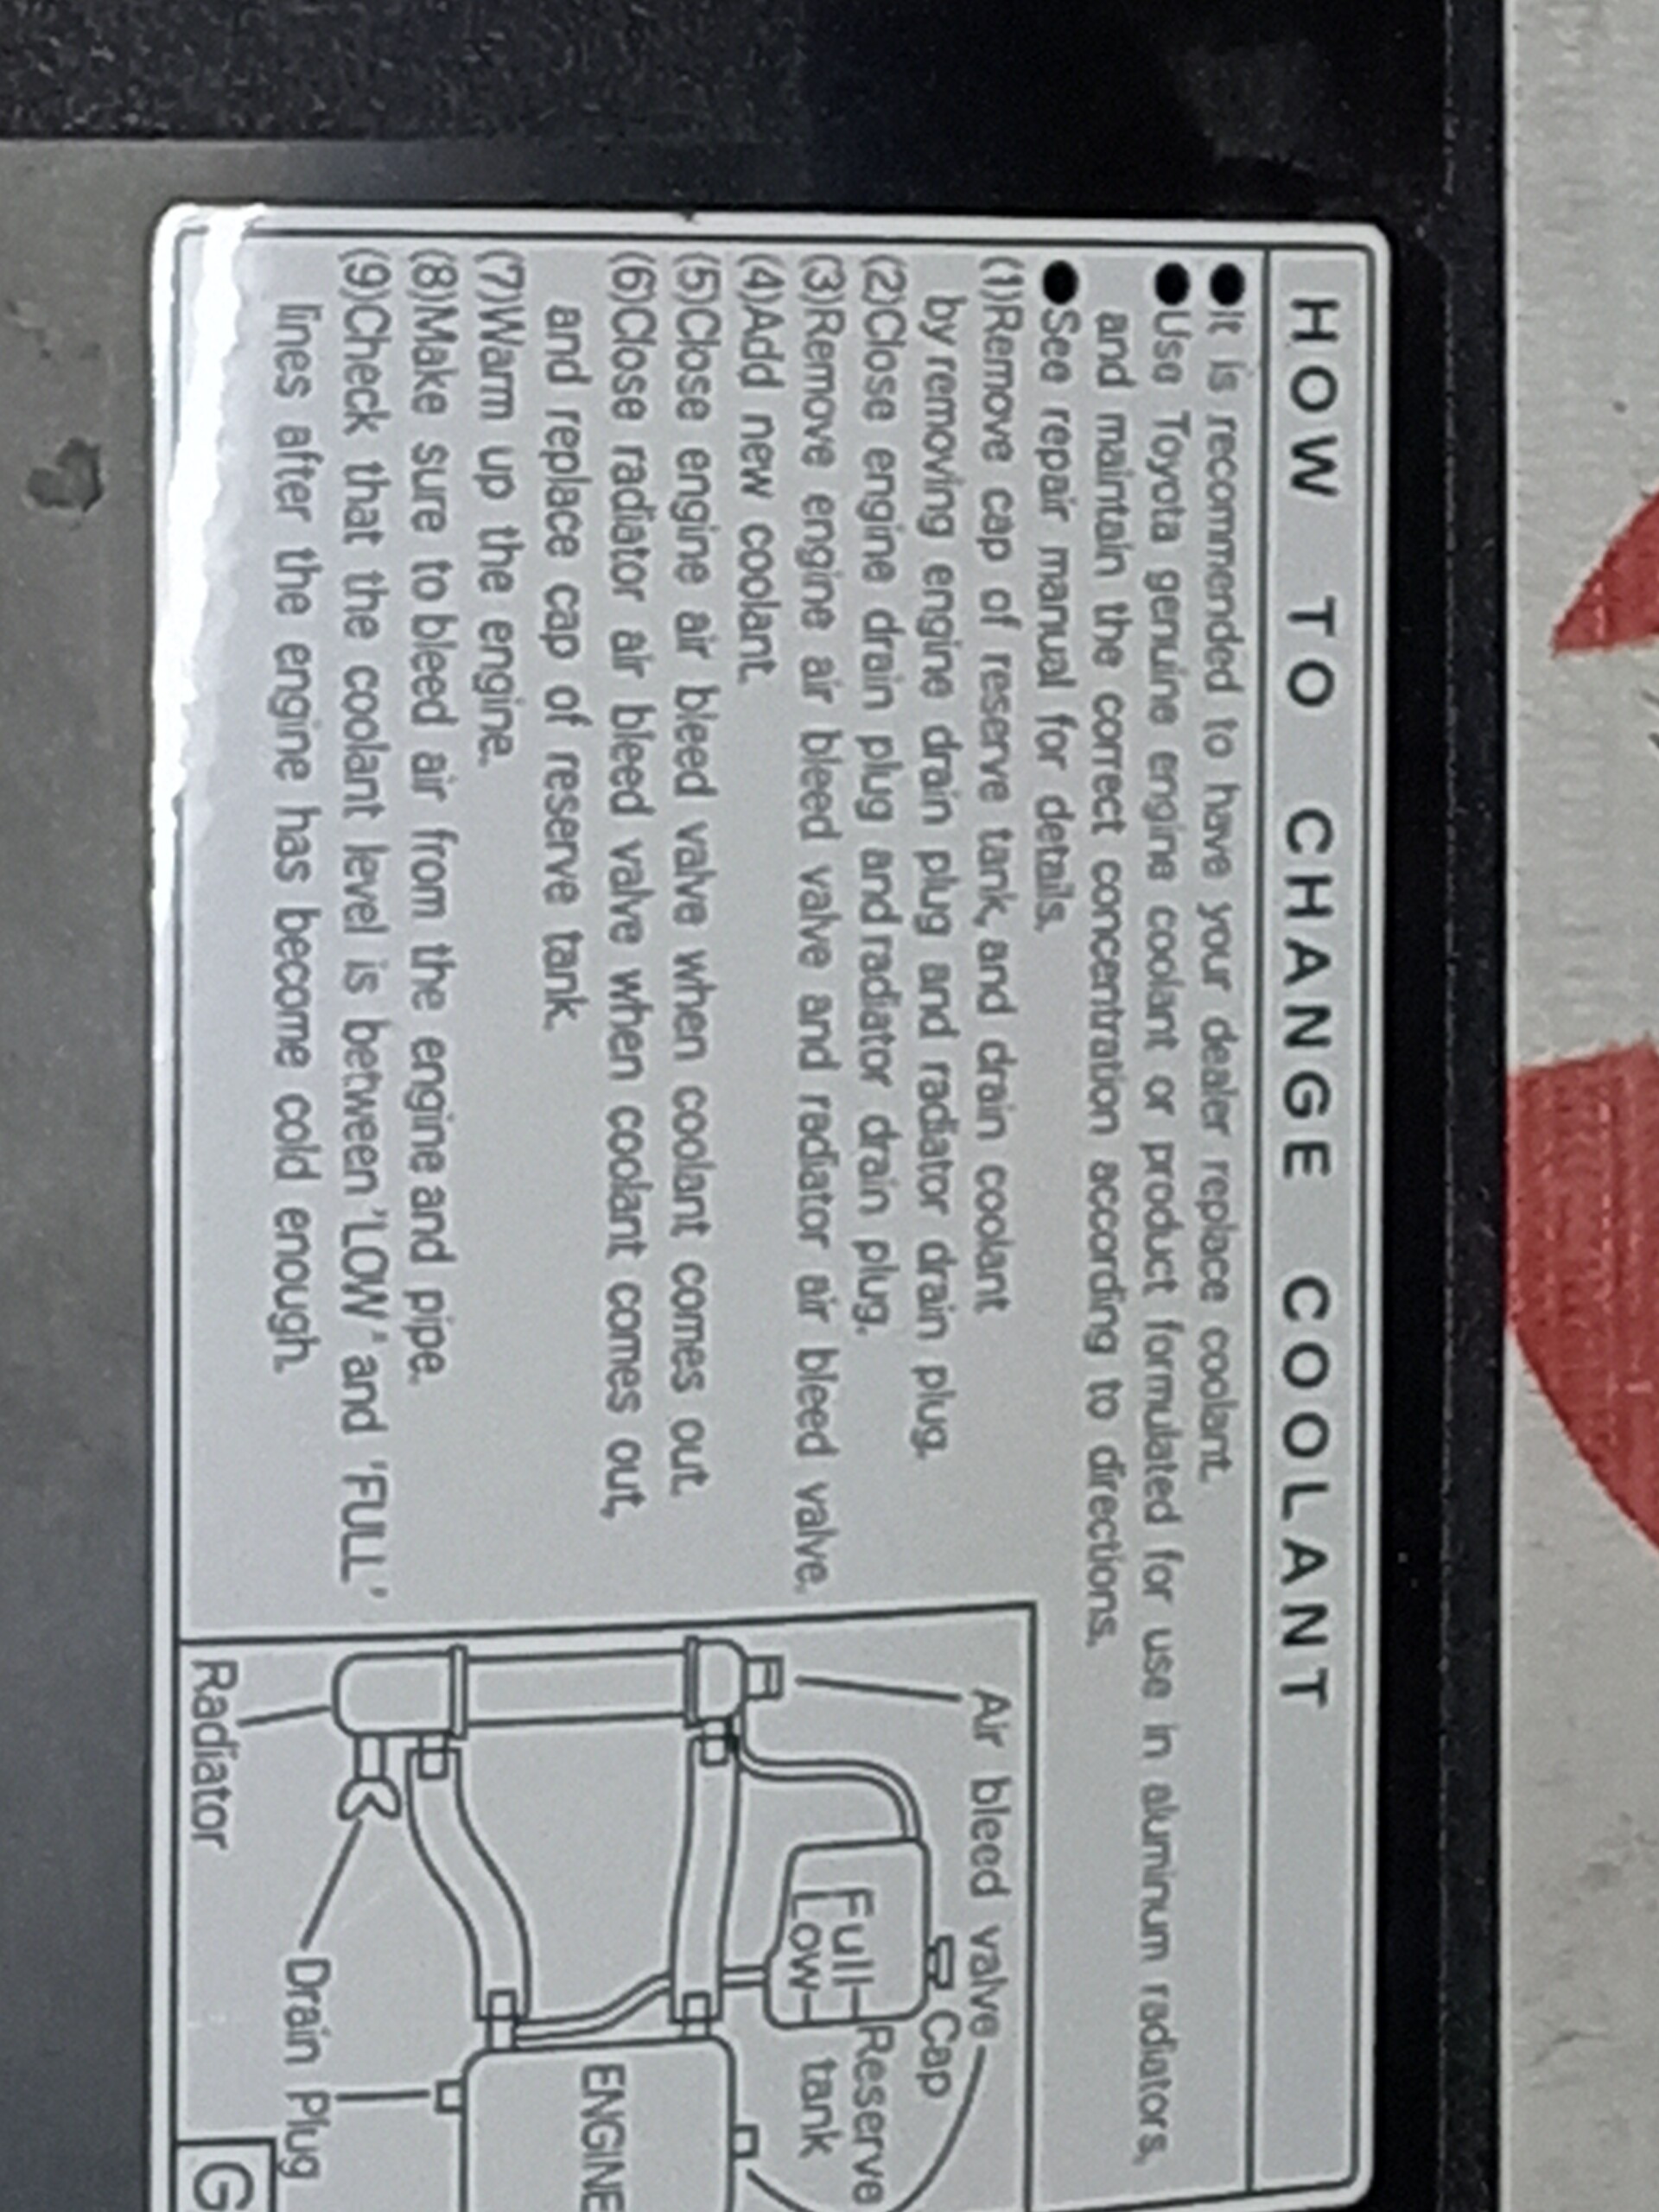 HOW TO CHANGE COOLANT
●It is recommended to have your dealer replace coolant.
●Use Toyota genuine engine coolant or product formulated for use in aluminum radiators,
and maintain the correct concentration according to directions.
●See repair manual for details.
(1)Remove cap of reserve tank, and drain coolant
by removing engine drain plug and radiator drain plug.
(2)Close engine drain plug and radiator drain plug.
(3)Remove engine air bleed valve and radiator air bleed valve.
(4)Add new coolant.
(5)Close engine air bleed valve when coolant comes out.
(6)Close radiator air bleed valve when coolant comes out,
and replace cap of reserve tank.
(7)Warm up the engine.
(8)Make sure to bleed air from the engine and pipe.
(9)Check that the coolant level is between 'LOW' and 'FULL'
lines after the engine has become cold enough.
Air bleed valve
Cap
Full
Low
Reserve
tank
ENGINE
Drain Plug
Radiator
G